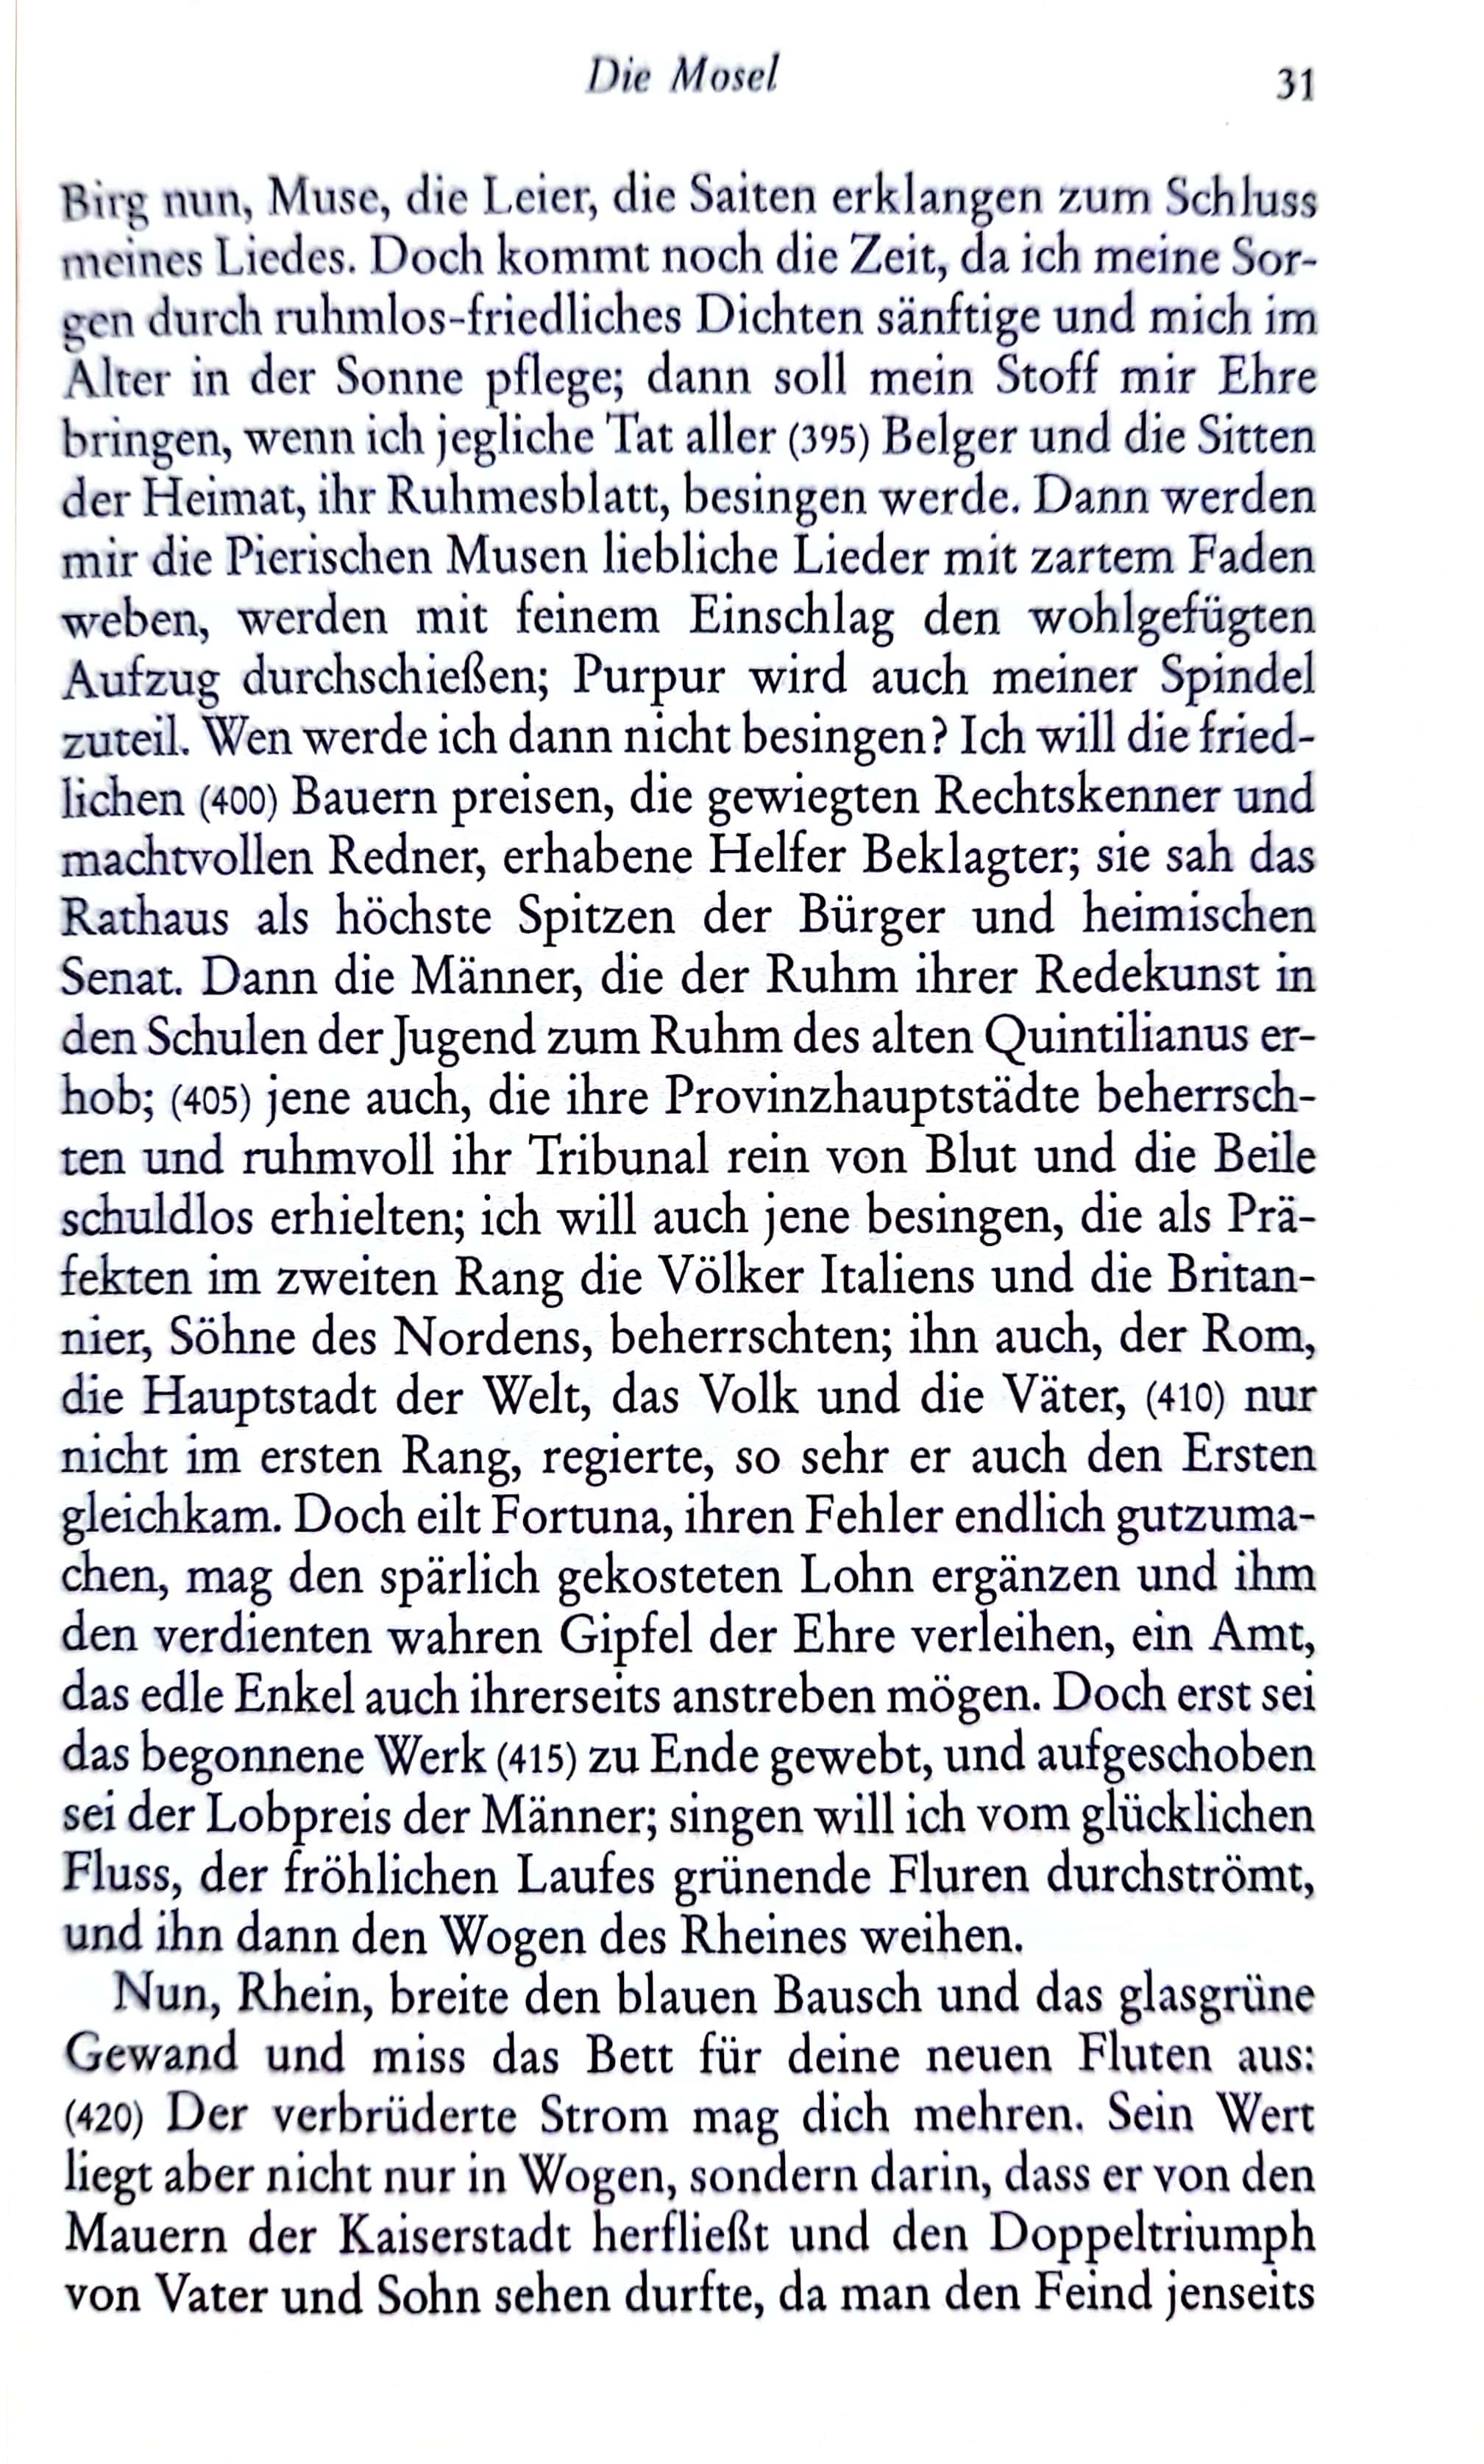 Die Mosel
31
Birg nun, Muse, die Leier, die Saiten erklangen zum Schluss
meines Liedes. Doch kommt noch die Zeit, da ich meine Sor-
gen durch ruhmlos-friedliches Dichten sänftige und mich im
Alter in der Sonne pflege; dann soll mein Stoff mir Ehre
bringen, wenn ich jegliche Tat aller (395) Belger und die Sitten
der Heimat, ihr Ruhmesblatt, besingen werde. Dann werden
mir die Pierischen Musen liebliche Lieder mit zartem Faden
weben, werden mit feinem Einschlag den wohlgefügten
Aufzug durchschießen; Purpur wird auch meiner Spindel
zuteil. Wen werde ich dann nicht besingen? Ich will die fried-
lichen (400) Bauern preisen, die gewiegten Rechtskenner und
machtvollen Redner, erhabene Helfer Beklagter; sie sah das
Rathaus als höchste Spitzen der Bürger und heimischen
Senat. Dann die Männer, die der Ruhm ihrer Redekunst in
den Schulen der Jugend zum Ruhm des alten Quintilianus er-
hob; (405) jene auch, die ihre Provinzhauptstädte beherrsch-
ten und ruhmvoll ihr Tribunal rein von Blut und die Beile
schuldlos erhielten; ich will auch jene besingen, die als Prä-
fekten im zweiten Rang die Völker Italiens und die Britan-
nier, Söhne des Nordens, beherrschten; ihn auch, der Rom,
die Hauptstadt der Welt, das Volk und die Väter, (410) nur
nicht im ersten Rang, regierte, so sehr er auch den Ersten
gleichkam. Doch eilt Fortuna, ihren Fehler endlich gutzuma-
chen, mag den spärlich gekosteten Lohn ergänzen und ihm
den verdienten wahren Gipfel der Ehre verleihen, ein Amt,
das edle Enkel auch ihrerseits anstreben mögen. Doch erst sei
das begonnene Werk (415) zu Ende gewebt, und aufgeschoben
sei der Lobpreis der Männer; singen will ich vom glücklichen
Fluss, der fröhlichen Laufes grünende Fluren durchströmt,
und ihn dann den Wogen des Rheines weihen.
Nun, Rhein, breite den blauen Bausch und das glasgrüne
Gewand und miss das Bett für deine neuen Fluten aus:
(420) Der verbrüderte Strom mag dich mehren. Sein Wert
liegt aber nicht nur in Wogen, sondern darin, dass er von den
Mauern der Kaiserstadt herfließt und den Doppeltriumph
von Vater und Sohn sehen durfte, da man den Feind jenseits